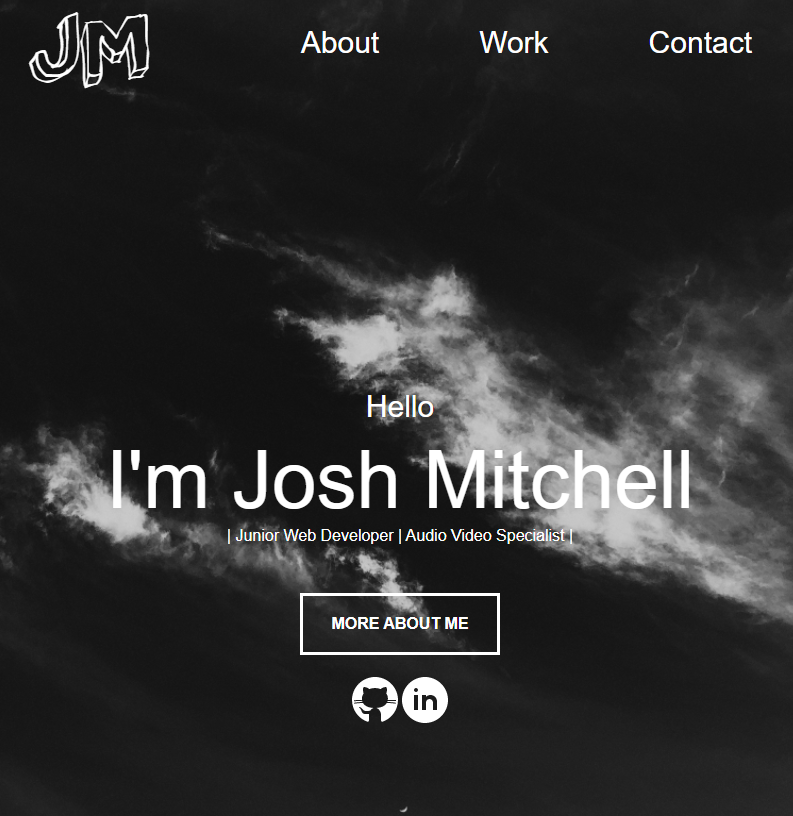 JM About Work Contact
Hello
I'm Josh Mitchell
| Junior Web Developer | Audio Video Specialist |
MORE ABOUT ME
in